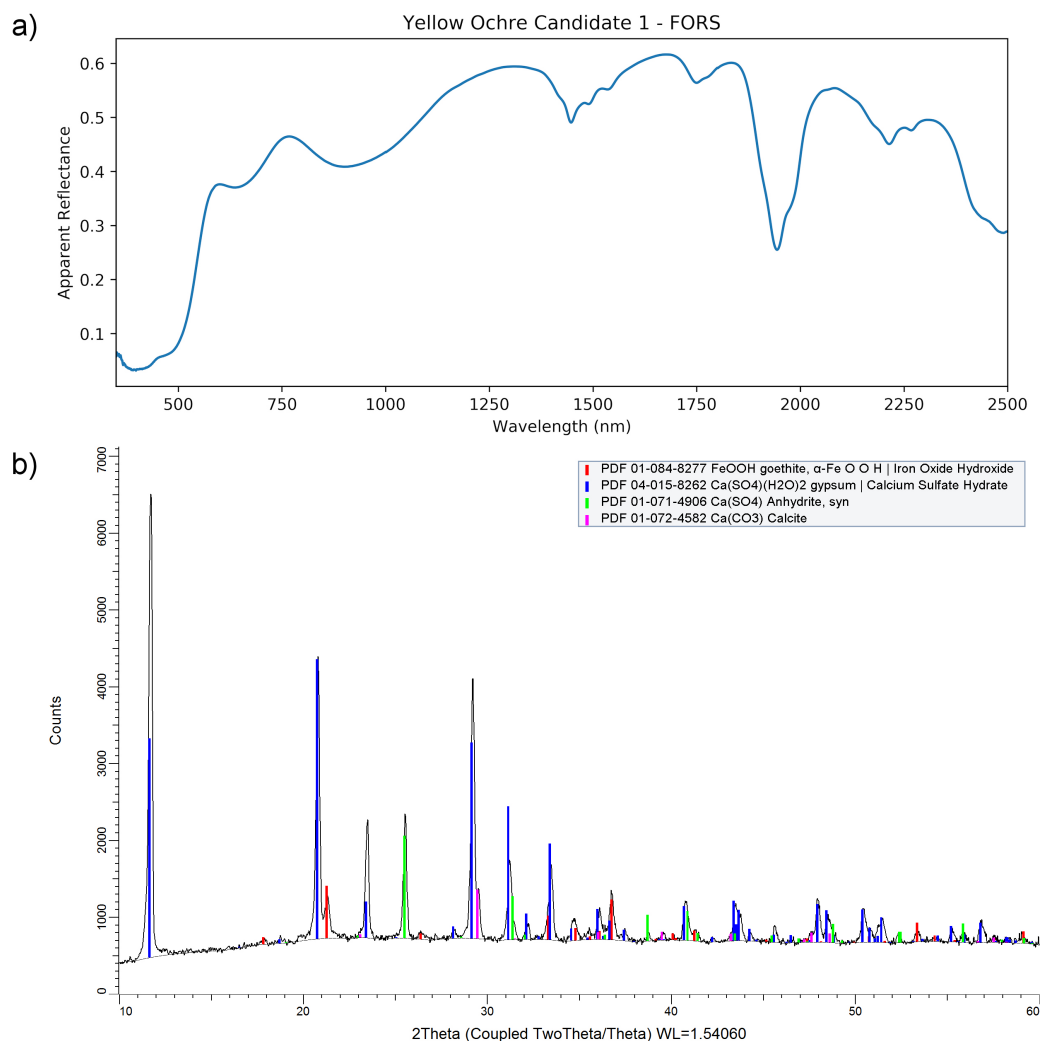 a)
Yellow Ochre Candidate 1 - FORS
0.6
0.5
0.4
0.3
0.2
0.1
Apparent Reflectance
500 750 1000 1250 1500 1750 2000 2250 2500
Wavelength (nm)
b)
7000
6000
5000
4000
3000
2000
1000
0
Counts
PDF 01-084-8277 FeOOH goethite, α-Fe O O H | Iron Oxide Hydroxide
PDF 04-015-8262 Ca(SO4)(H2O)2 gypsum | Calcium Sulfate Hydrate
PDF 01-071-4906 Ca(SO4) Anhydrite, syn
PDF 01-072-4582 Ca(CO3) Calcite
10 20 30 40 50 60
2Theta (Coupled TwoTheta/Theta) WL=1.54060